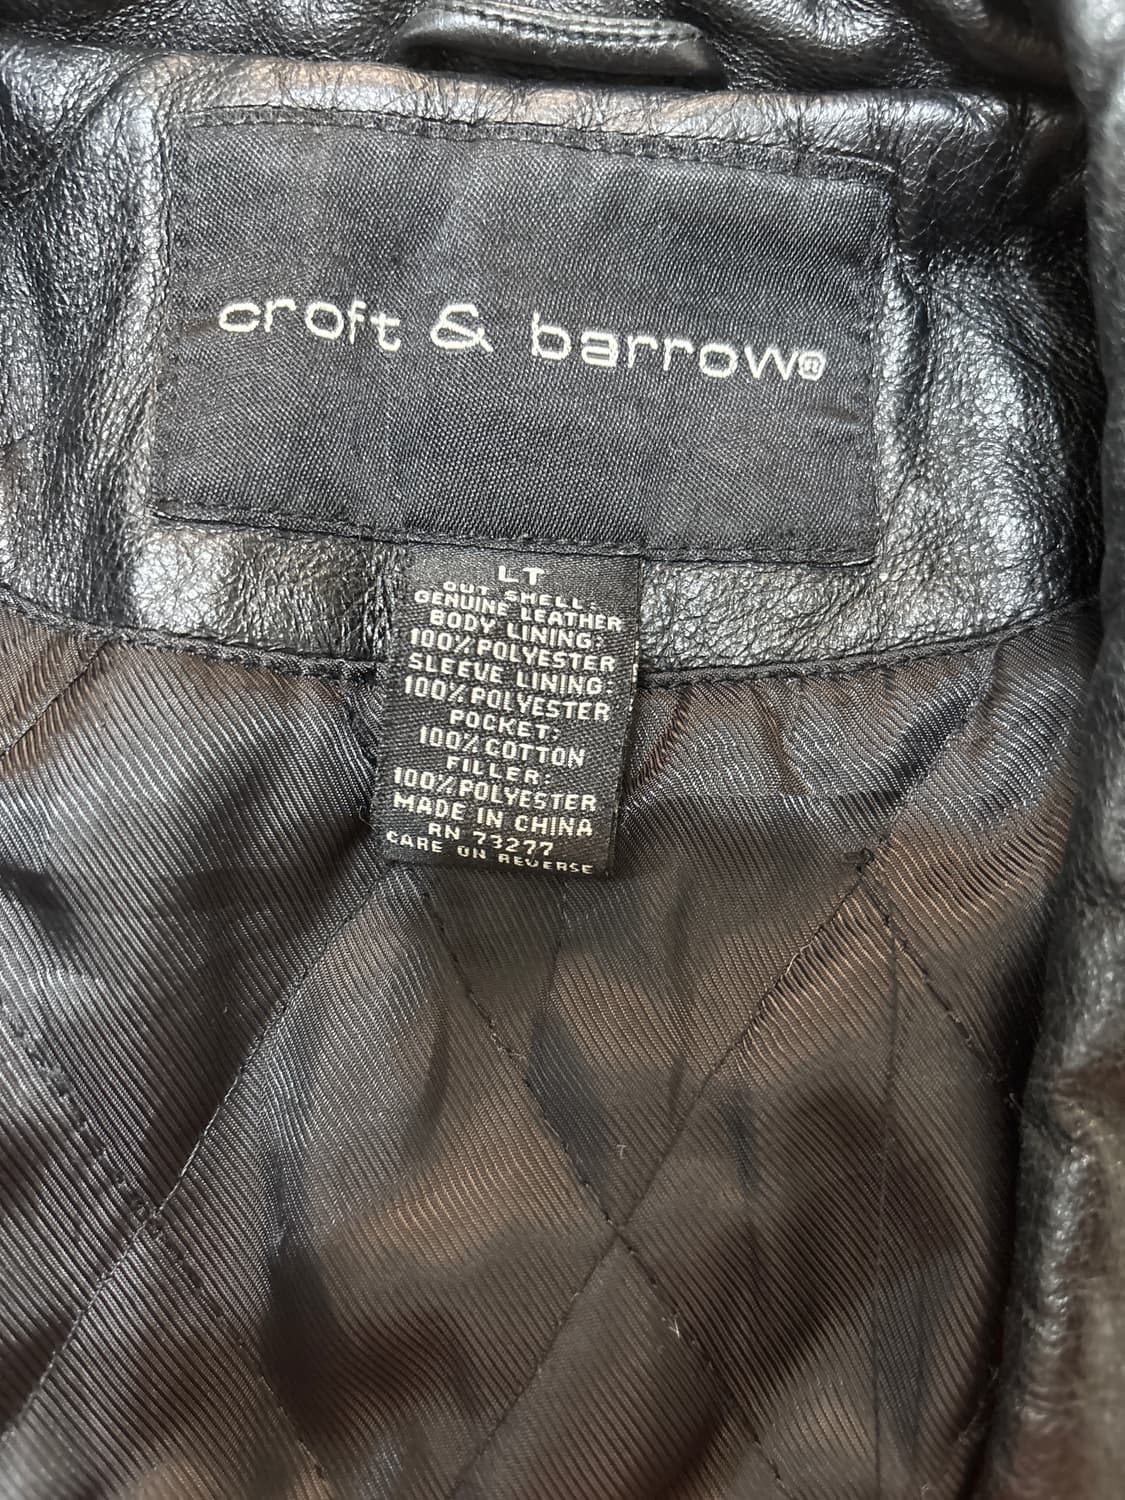 croft & barrow®
LT
OUT SHELL:
GENUINE LEATHER
BODY LINING:
100% POLYESTER
SLEEVE LINING:
100% POLYESTER
POCKET:
100% COTTON
FILLER:
100% POLYESTER
MADE IN CHINA
RN 73277
CARE ON REVERSE